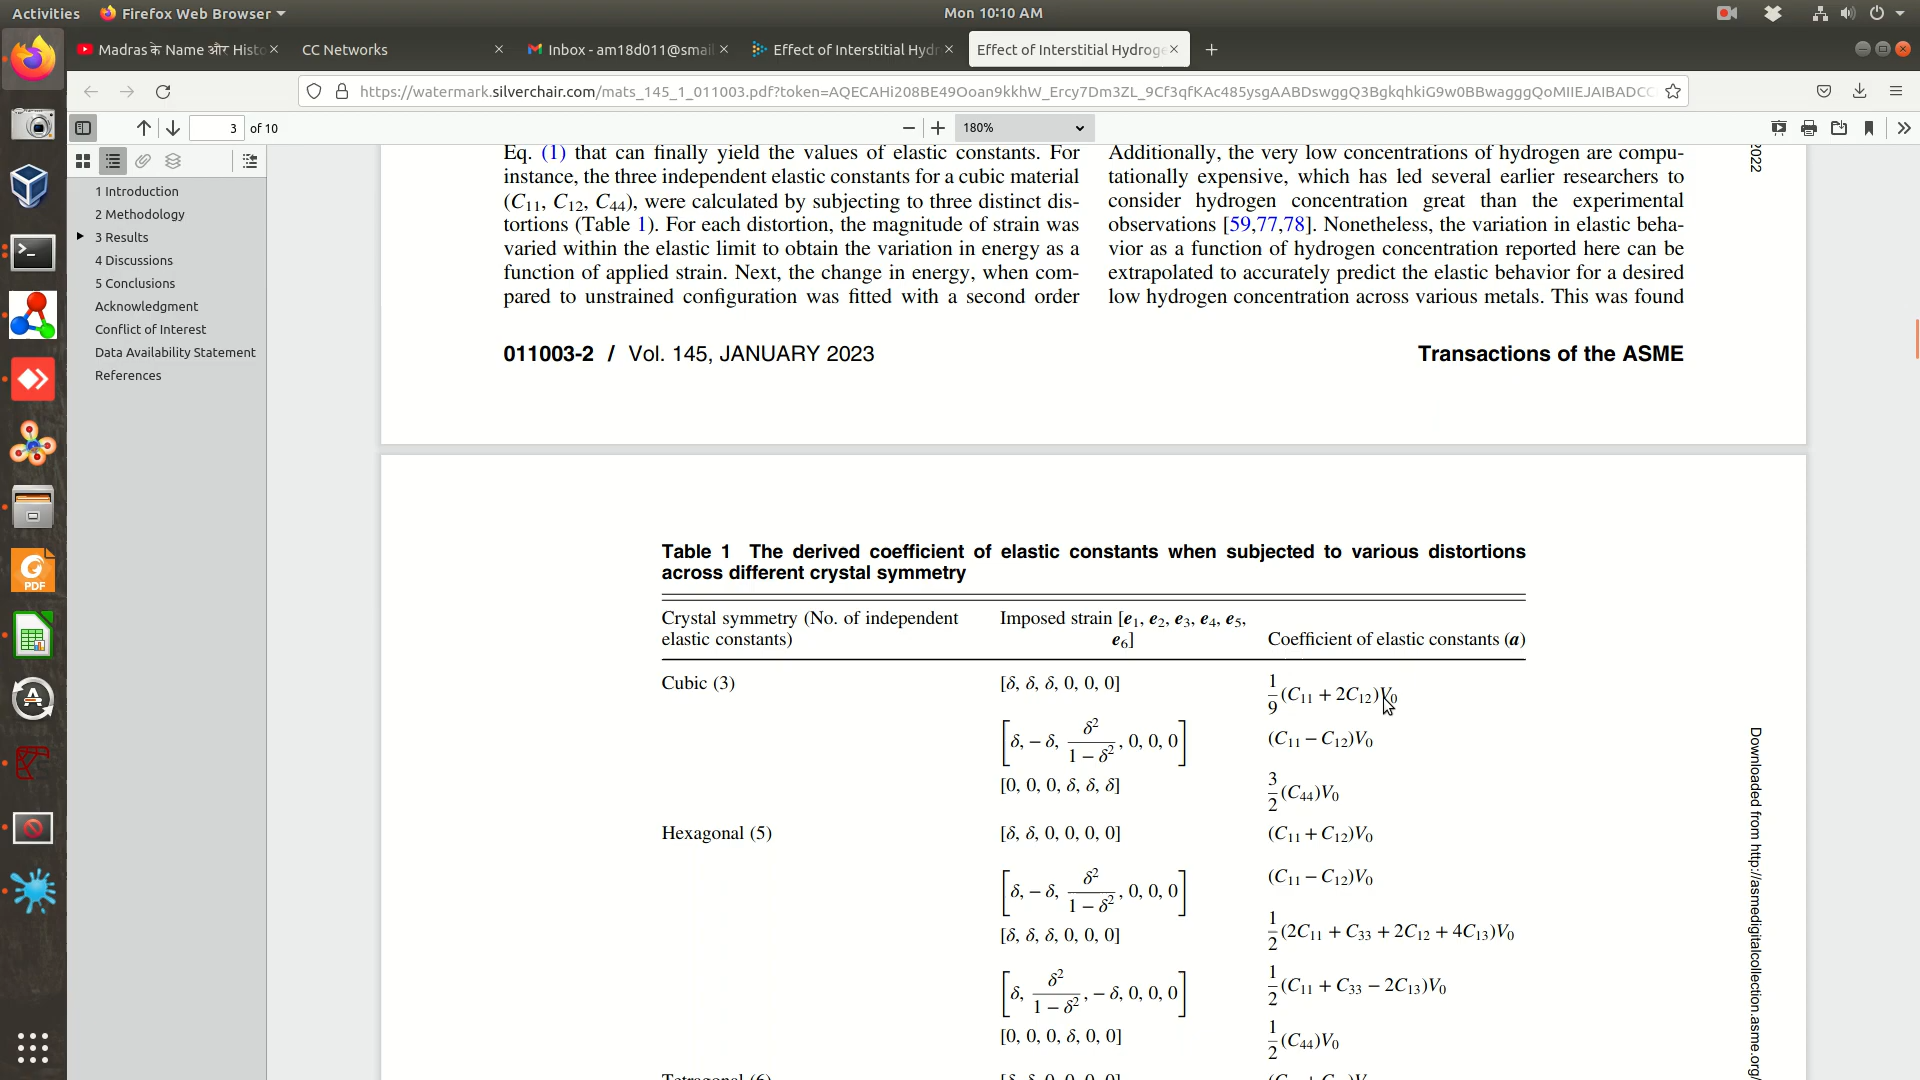 Activities
Firefox Web Browser
Mon 10:10 AM
Madras के Name और Histo
CC Networks
Inbox - am18d011@smail
Effect of Interstitial Hydr
Effect of Interstitial Hydroge
https://watermark.silverchair.com/mats_145_1_011003.pdf?token=AQECAHi208BE49Ooan9kkhW_Ercy7Dm3ZL_9Cf3qfKAc485ysgAABDswggQ3BgkqhkiG9w0BBwagggQoMIIEJAIBADCC
3 of 10
180%
1 Introduction
2 Methodology
3 Results
4 Discussions
5 Conclusions
Acknowledgment
Conflict of Interest
Data Availability Statement
References
PDF
Eq. (1) that can finally yield the values of elastic constants. For
instance, the three independent elastic constants for a cubic material
(C11, C12, C44), were calculated by subjecting to three distinct dis-
tortions (Table 1). For each distortion, the magnitude of strain was
varied within the elastic limit to obtain the variation in energy as a
function of applied strain. Next, the change in energy, when com-
pared to unstrained configuration was fitted with a second order
Additionally, the very low concentrations of hydrogen are compu-
tationally expensive, which has led several earlier researchers to
consider hydrogen concentration great than the experimental
observations [59,77,78]. Nonetheless, the variation in elastic beha-
vior as a function of hydrogen concentration reported here can be
extrapolated to accurately predict the elastic behavior for a desired
low hydrogen concentration across various metals. This was found
2022
011003-2 / Vol. 145, JANUARY 2023
Transactions of the ASME
Table 1 The derived coefficient of elastic constants when subjected to various distortions
across different crystal symmetry
Crystal symmetry (No. of independent
elastic constants)
Imposed strain [e1, e2, e3, e4, e5,
e6]
Coefficient of elastic constants (a)
Cubic (3)
[δ, δ, δ, 0, 0, 0]
1/9 (C11 + 2C12)V0
[δ, − δ, δ²/(1 − δ²), 0, 0, 0]
(C11 − C12)V0
[0, 0, 0, δ, δ, δ]
3/2 (C44)V0
Hexagonal (5)
[δ, δ, 0, 0, 0, 0]
(C11 + C12)V0
[δ, − δ, δ²/(1 − δ²), 0, 0, 0]
(C11 − C12)V0
[δ, δ, δ, 0, 0, 0]
1/2 (2C11 + C33 + 2C12 + 4C13)V0
[δ, δ²/(1 − δ²), − δ, 0, 0, 0]
1/2 (C11 + C33 − 2C13)V0
[0, 0, 0, δ, 0, 0]
1/2 (C44)V0
Tetragonal (6)
Downloaded from http://asmedigitalcollection.asme.org/